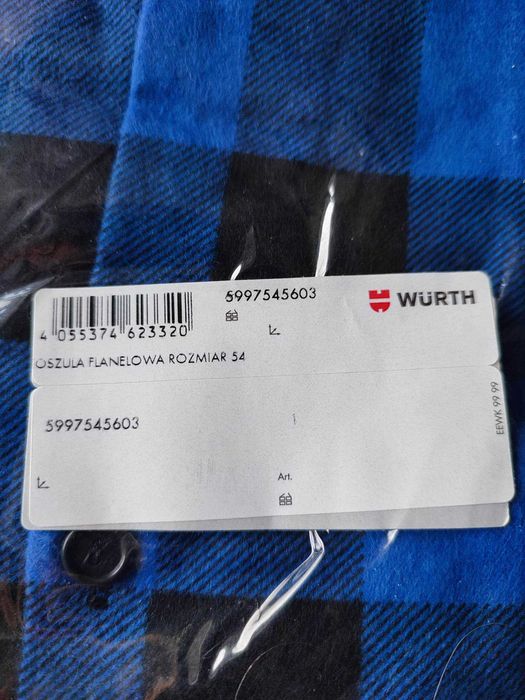 5997545603
WÜRTH
4 055374 623320
OSZULA FLANELOWA ROZMIAR 54
5997545603
Art.
EEWK 99 99